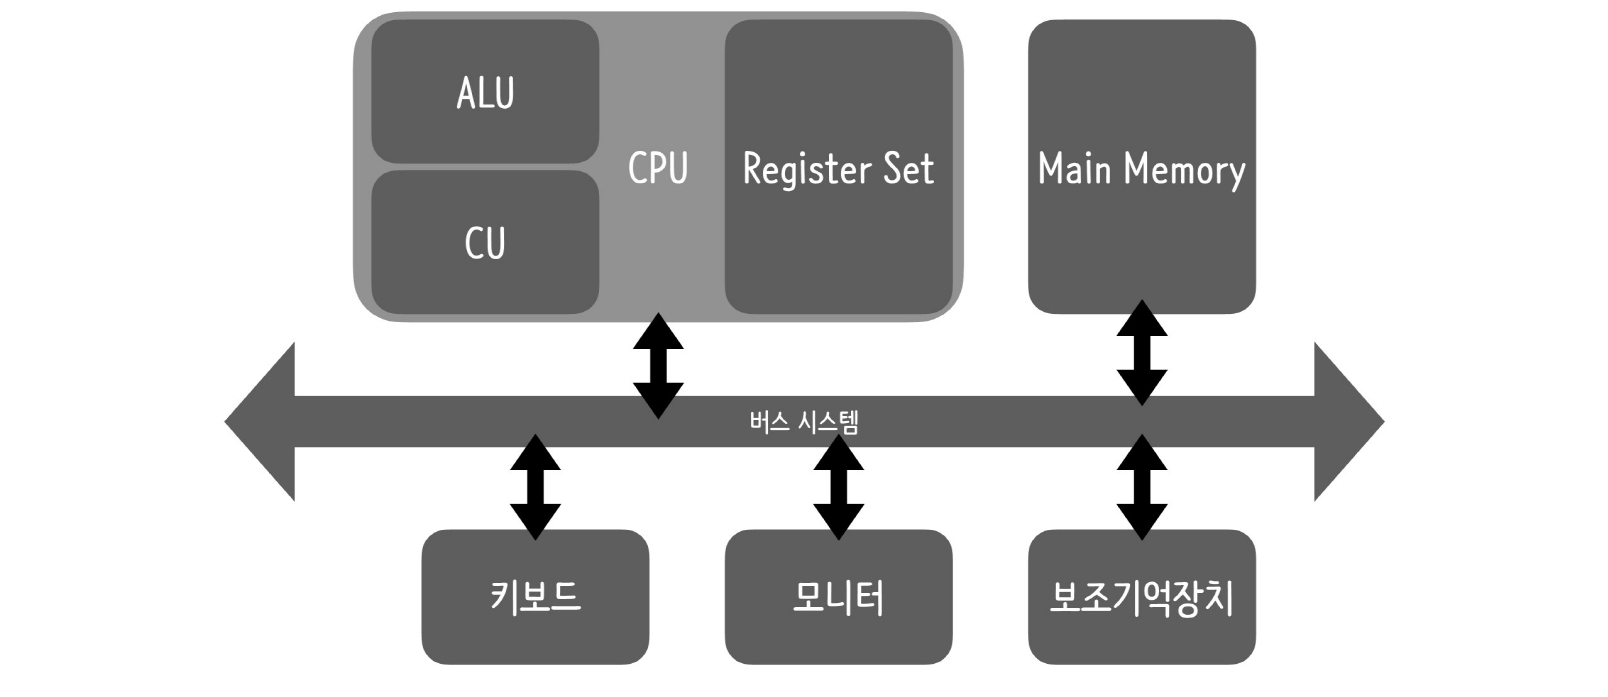 ALU
CU
CPU
Register Set
Main Memory
버스 시스템
키보드
모니터
보조기억장치